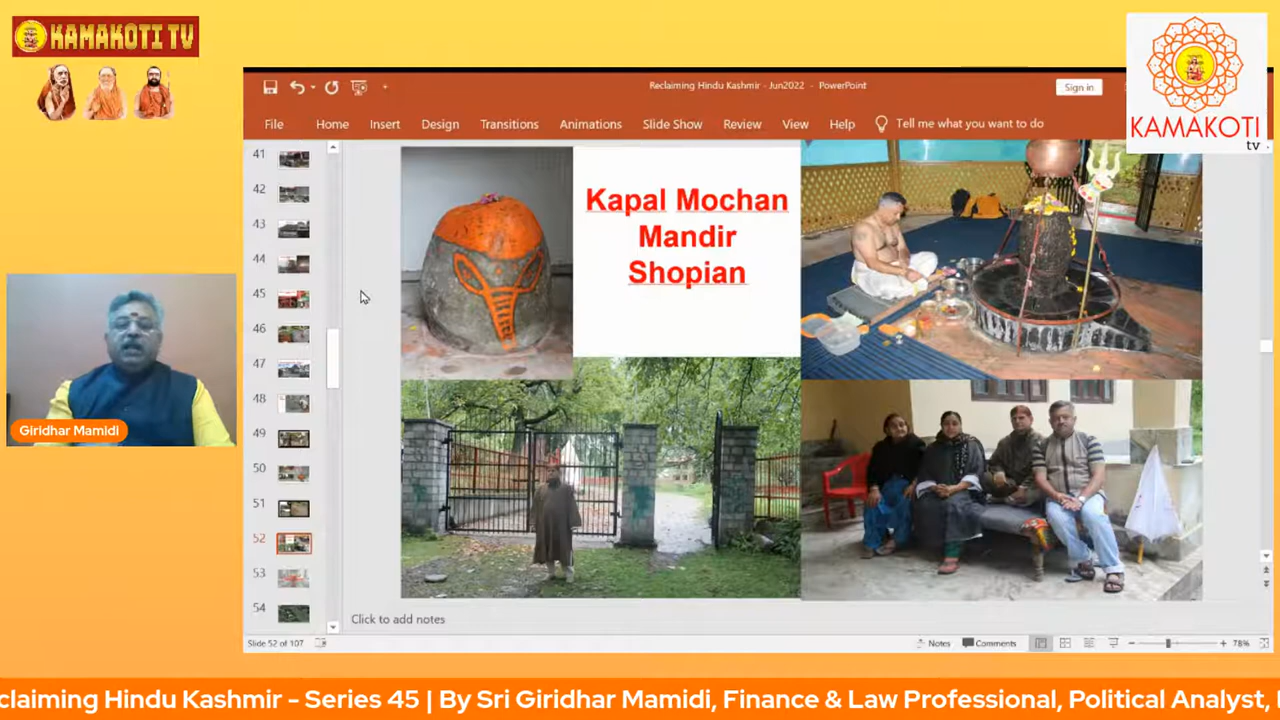 KAMAKOTI TV
KAMAKOTI
tv
Reclaiming Hindu Kashmir - Jun2022 - PowerPoint
Sign in
File Home Insert Design Transitions Animations Slide Show Review View Help Tell me what you want to do
41
42
43
44
45
46
47
48
49
50
51
52
53
54
Kapal Mochan
Mandir
Shopian
Giridhar Mamidi
Click to add notes
Slide 52 of 107
Notes Comments 78%
claiming Hindu Kashmir - Series 45 | By Sri Giridhar Mamidi, Finance & Law Professional, Political Analyst,